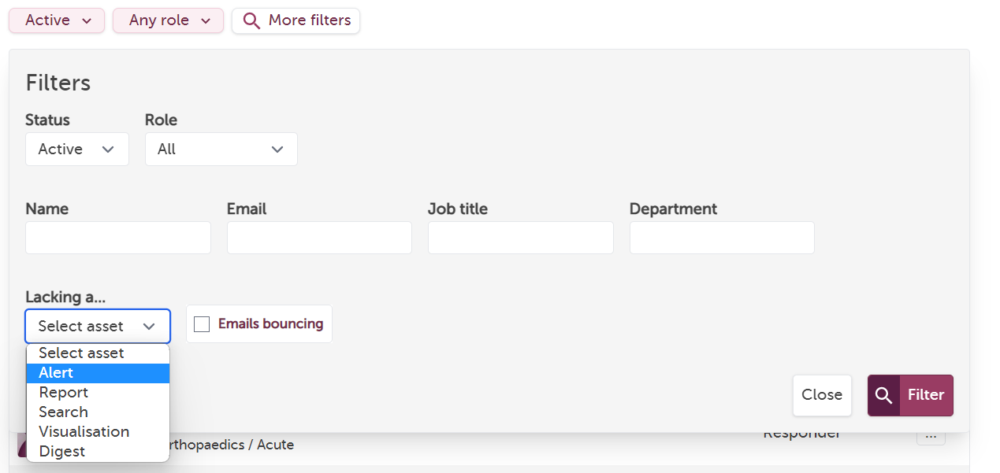 Active
Any role
More filters
Filters
Status
Role
Active
All
Name
Email
Job title
Department
Lacking a...
Select asset
Emails bouncing
Select asset
Alert
Report
Search
Visualisation
Digest
Close
Filter
Responder
...
rthopaedics / Acute